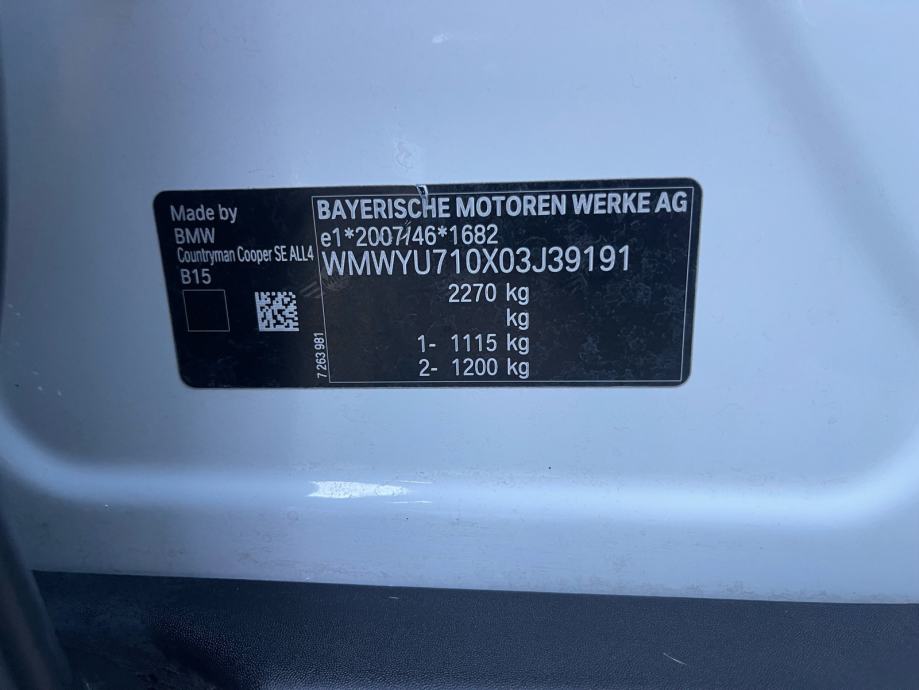 Made by
BMW
Countryman Cooper SE ALL4
B15
7 263 981
BAYERISCHE MOTOREN WERKE AG
e1*2007/46*1682
WMWYU710X03J39191
2270 kg
kg
1- 1115 kg
2- 1200 kg